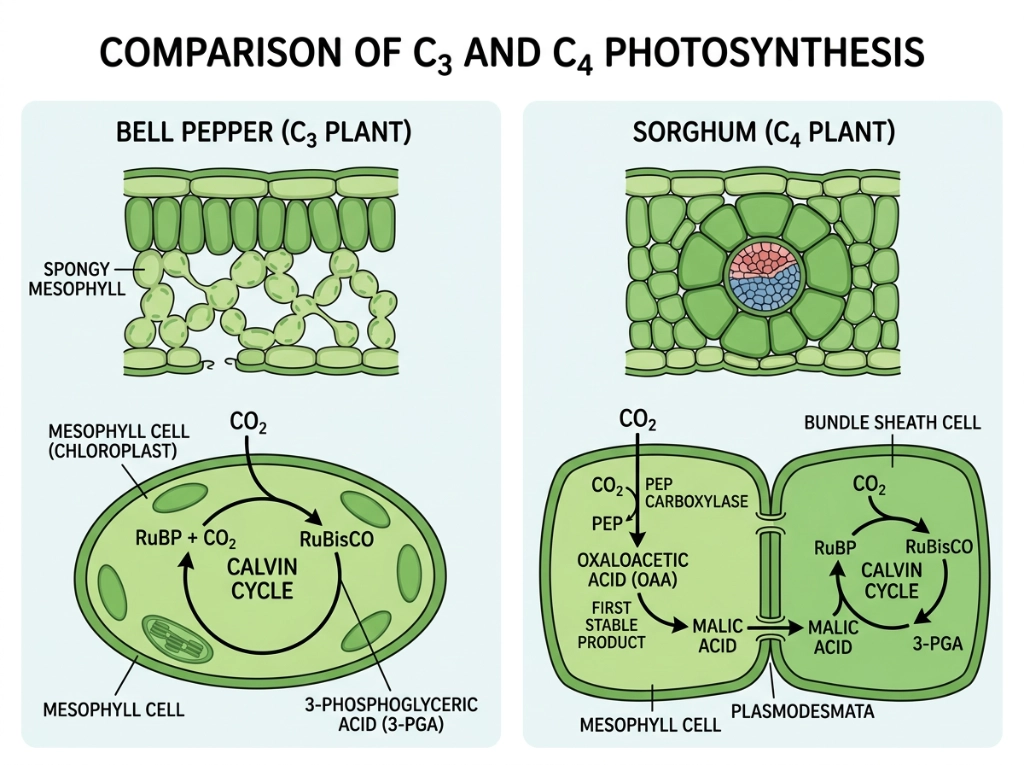 COMPARISON OF C₃ AND C₄ PHOTOSYNTHESIS
BELL PEPPER (C₃ PLANT)
SPONGY
MESOPHYLL
CO₂
MESOPHYLL CELL
(CHLOROPLAST)
RuBP + CO₂
RuBisCO
CALVIN
CYCLE
MESOPHYLL CELL
3-PHOSPHOGLYCERIC
ACID (3-PGA)
SORGHUM (C₄ PLANT)
CO₂
BUNDLE SHEATH CELL
CO₂
PEP
CARBOXYLASE
PEP
OXALOACETIC
ACID (OAA)
FIRST
STABLE
PRODUCT
MALIC
ACID
CO₂
RuBP
RuBisCO
CALVIN
CYCLE
MALIC
ACID
3-PGA
MESOPHYLL CELL
PLASMODESMATA